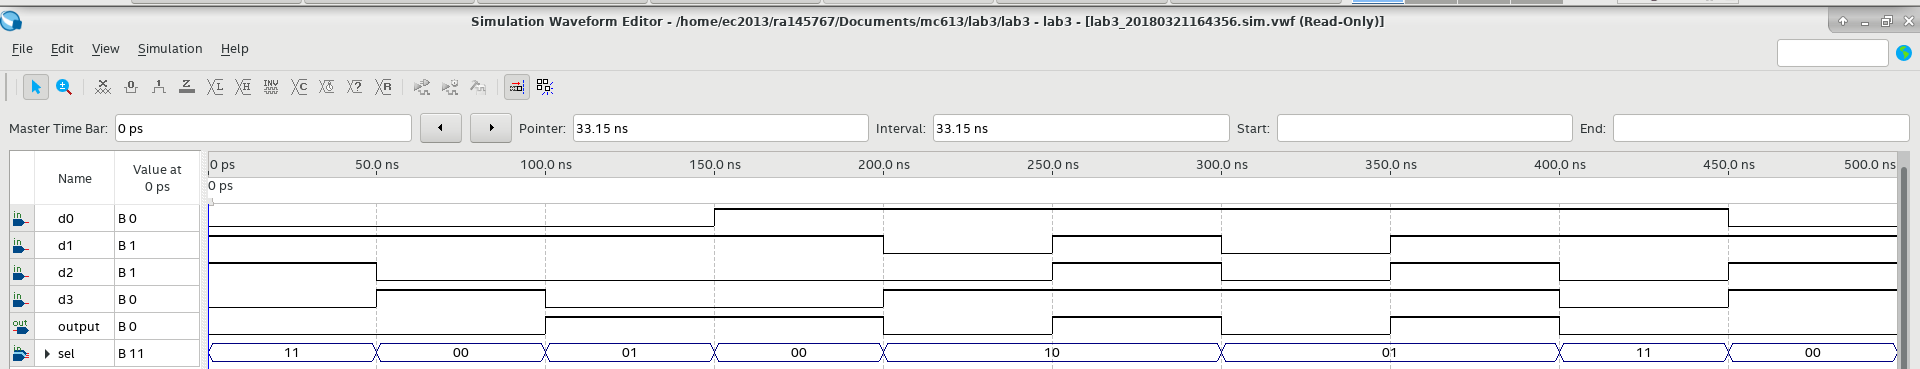 Simulation Waveform Editor - /home/ec2013/ra145767/Documents/mc613/lab3/lab3 - lab3 - [lab3_20180321164356.sim.vwf (Read-Only)]
File Edit View Simulation Help
Master Time Bar: 0 ps Pointer: 33.15 ns Interval: 33.15 ns Start: End:
Name Value at 0 ps 0 ps 50.0 ns 100.0 ns 150.0 ns 200.0 ns 250.0 ns 300.0 ns 350.0 ns 400.0 ns 450.0 ns 500.0 ns
0 ps
in d0 B 0
in d1 B 1
in d2 B 1
in d3 B 0
out output B 0
in sel B 11 11 00 01 00 10 01 11 00